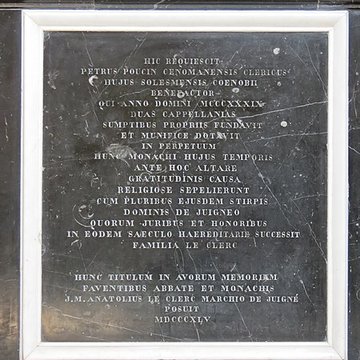 HIC REQUIESCIT
PETRUS POUCIN CENOMANENSIS CLERICUS
HUJUS SOLESMENSIS COENOBII
BENEFACTOR
QUI ANNO DOMINI MCCCXXXIX
DUAS CAPPELLANIAS
SUMPTIBUS PROPRIIS FUNDAVIT
ET MUNIFICE DOTAVIT
IN PERPETUUM
HUNC MONACHI HUJUS TEMPORIS
ANTE HOC ALTARE
GRATITUDINIS CAUSA
RELIGIOSE SEPELIERUNT
CUM PLURIBUS EJUSDEM STIRPIS
DOMINIS DE JUIGNEO
QUORUM JURIBUS ET HONORIBUS
IN EODEM SAECULO HAEREDITARIE SUCCESSIT
FAMILIA LE CLERC
HUNC TITULUM IN AVORUM MEMORIAM
FAVENTIBUS ABBATE ET MONACHIS
J.M. ANATOLIUS LE CLERC MARCHIO DE JUIGNÉ
POSUIT
MDCCCXLV